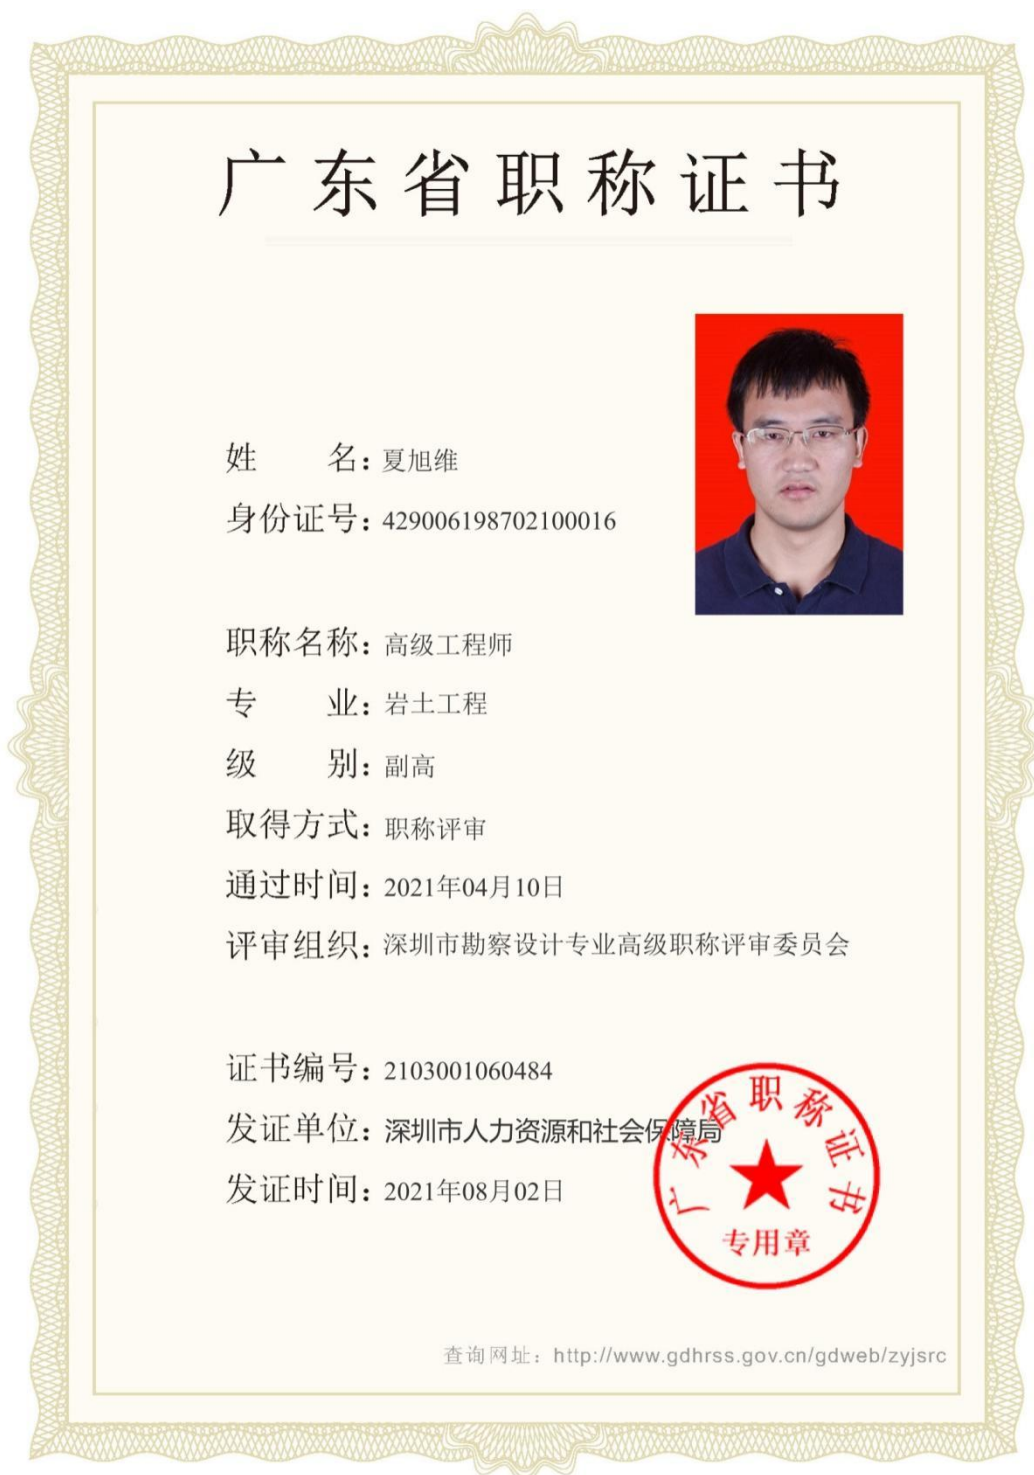 广东省职称证书
姓 名：夏旭维
身份证号：429006198702100016
职称名称：高级工程师
专 业：岩土工程
级 别：副高
取得方式：职称评审
通过时间：2021年04月10日
评审组织：深圳市勘察设计专业高级职称评审委员会
证书编号：2103001060484
发证单位：深圳市人力资源和社会保障局
发证时间：2021年08月02日
广东省职称证书
专用章
查询网址：http://www.gdhrss.gov.cn/gdweb/zyjsrc